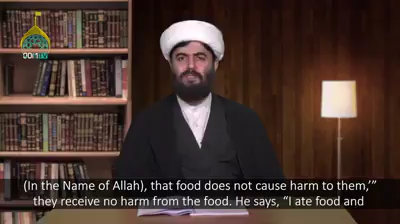 (In the Name of Allah), that food does not cause harm to them,’”
they receive no harm from the food. He says, “I ate food and